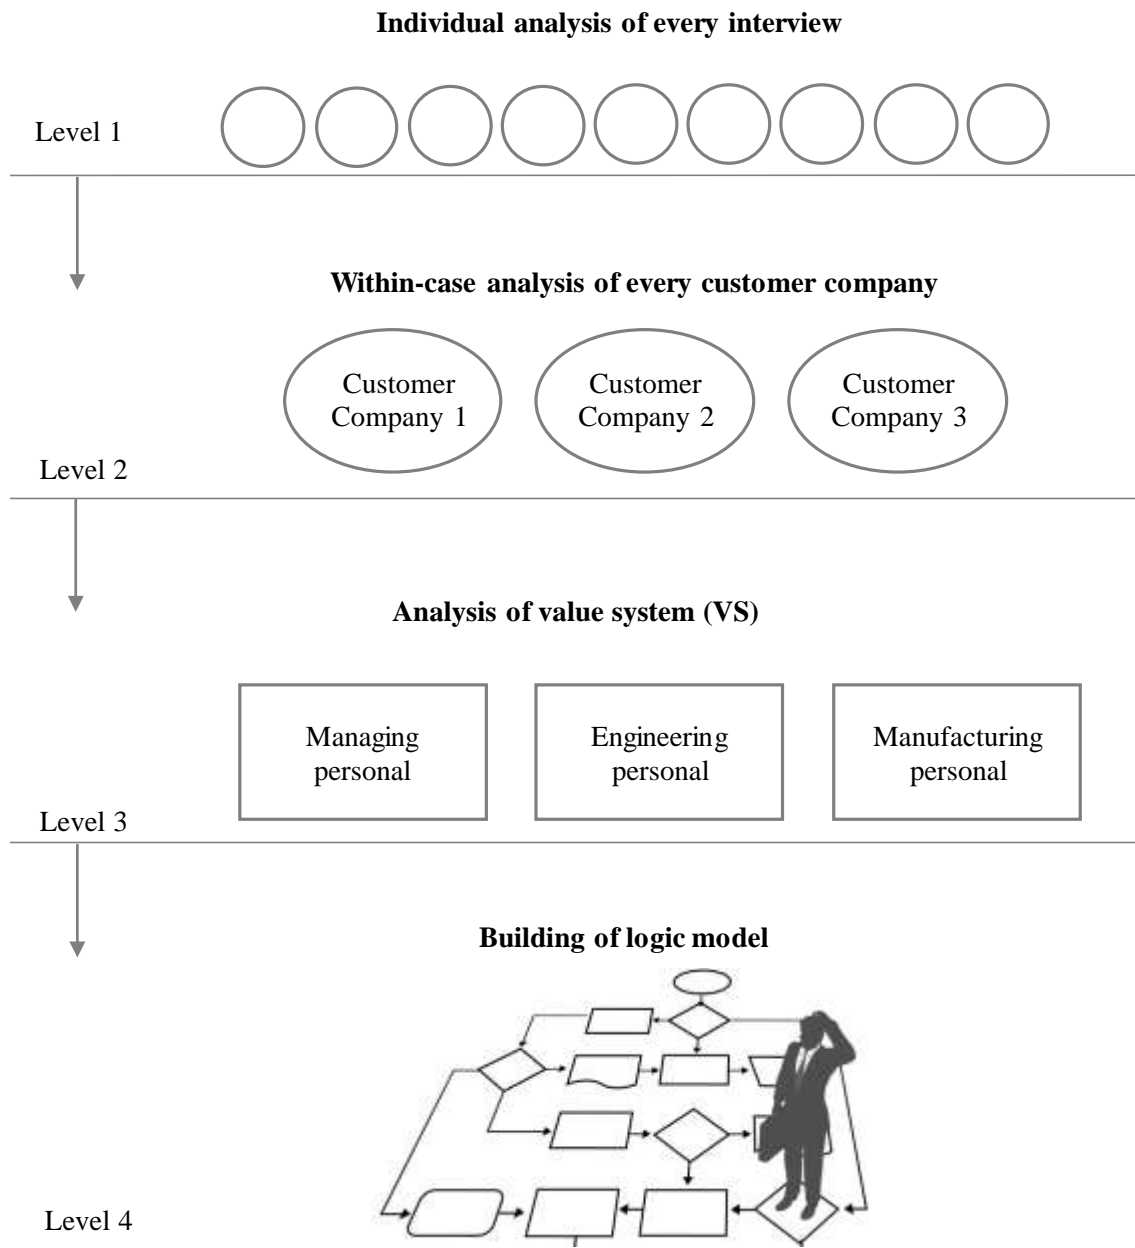 Individual analysis of every interview
Level 1
Within-case analysis of every customer company
Customer
Company 1
Customer
Company 2
Customer
Company 3
Level 2
Analysis of value system (VS)
Managing
personal
Engineering
personal
Manufacturing
personal
Level 3
Building of logic model
Level 4